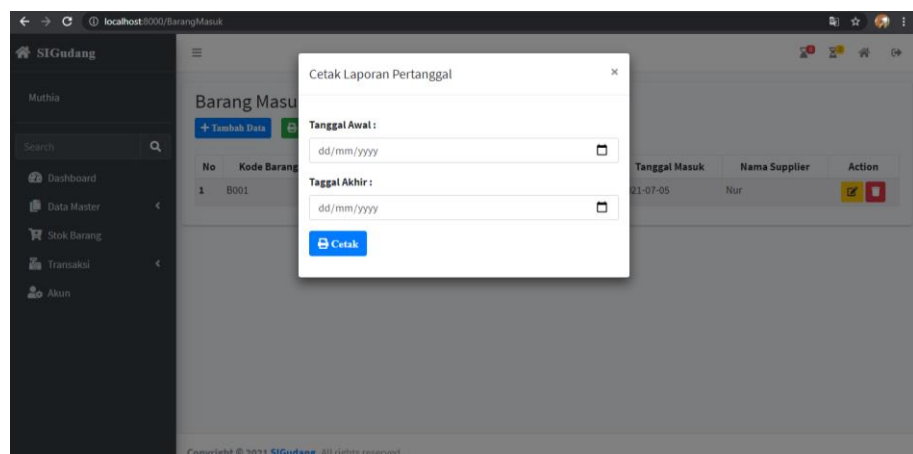 localhost:8000/BarangMasuk
SIGudang
Cetak Laporan Pertanggal ×
Muthia
Barang Masu
+ Tambah Data
Tanggal Awal :
dd/mm/yyyy
Search
No Kode Barang Tanggal Masuk Nama Supplier Action
1 B001 21-07-05 Nur
Taggal Akhir :
dd/mm/yyyy
Dashboard
Data Master
Stok Barang
Cetak
Transaksi
Akun
Copyright © 2021 SIGudang. All rights reserved.